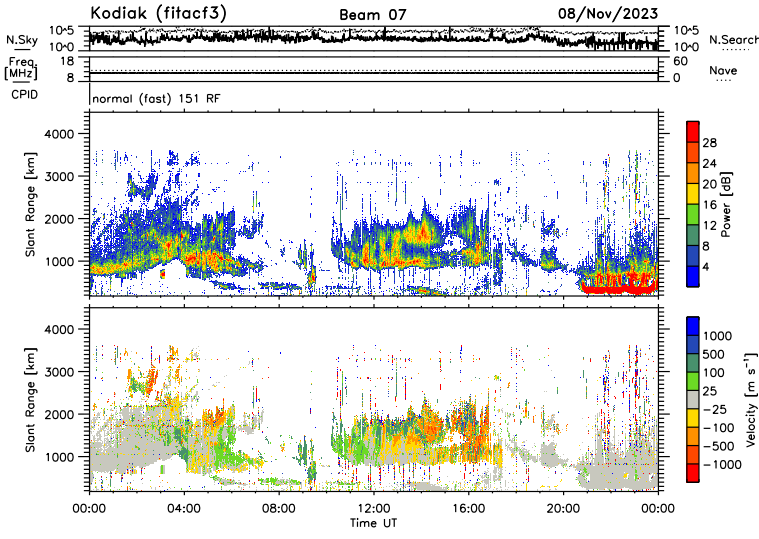 Kodiak (fitacf3) Beam 07 08/Nov/2023
N.Sky 10^5 10^0 10^5 10^0 N.Search
Freq. [MHz] 18 8 60 0 Nave
CPID normal (fast) 151 RF
Slant Range [km] 4000 3000 2000 1000
Power [dB] 28 24 20 16 12 8 4
Slant Range [km] 4000 3000 2000 1000
Velocity [m s⁻¹] 1000 500 100 25 −25 −100 −500 −1000
00:00 04:00 08:00 12:00 16:00 20:00 00:00
Time UT